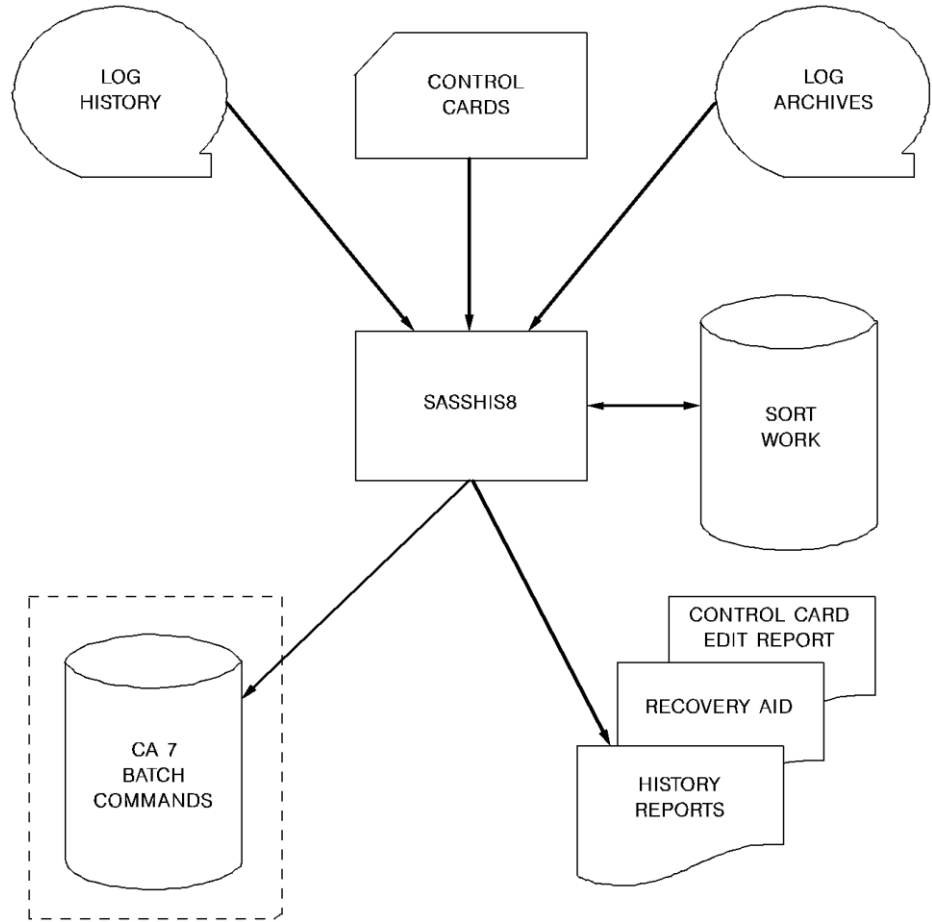 LOG
HISTORY
CONTROL
CARDS
LOG
ARCHIVES
SASSHIS8
SORT
WORK
CONTROL CARD
EDIT REPORT
RECOVERY AID
CA 7
BATCH
COMMANDS
HISTORY
REPORTS